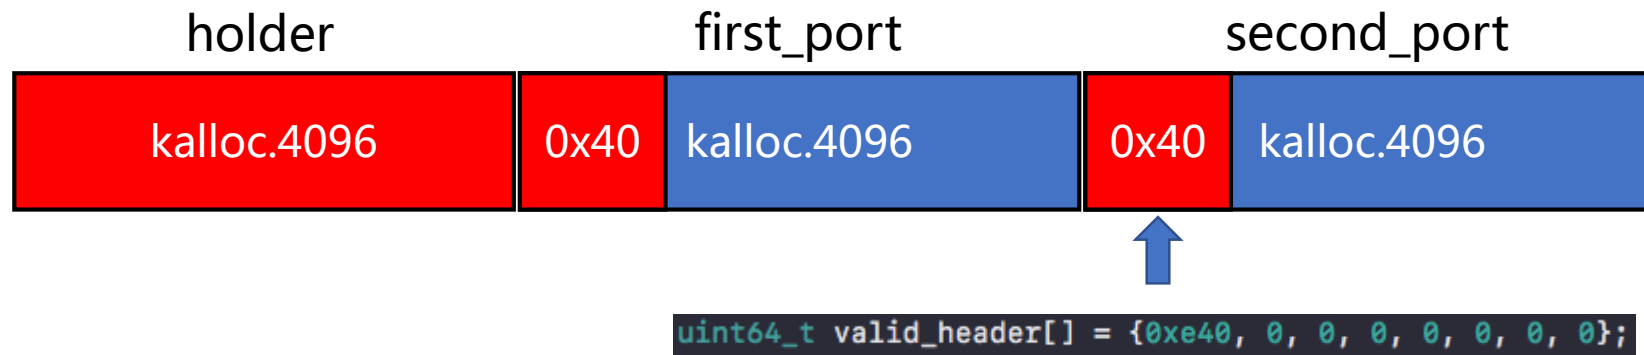 holder first_port second_port
kalloc.4096 0x40 kalloc.4096 0x40 kalloc.4096
uint64_t valid_header[] = {0xe40, 0, 0, 0, 0, 0, 0, 0};